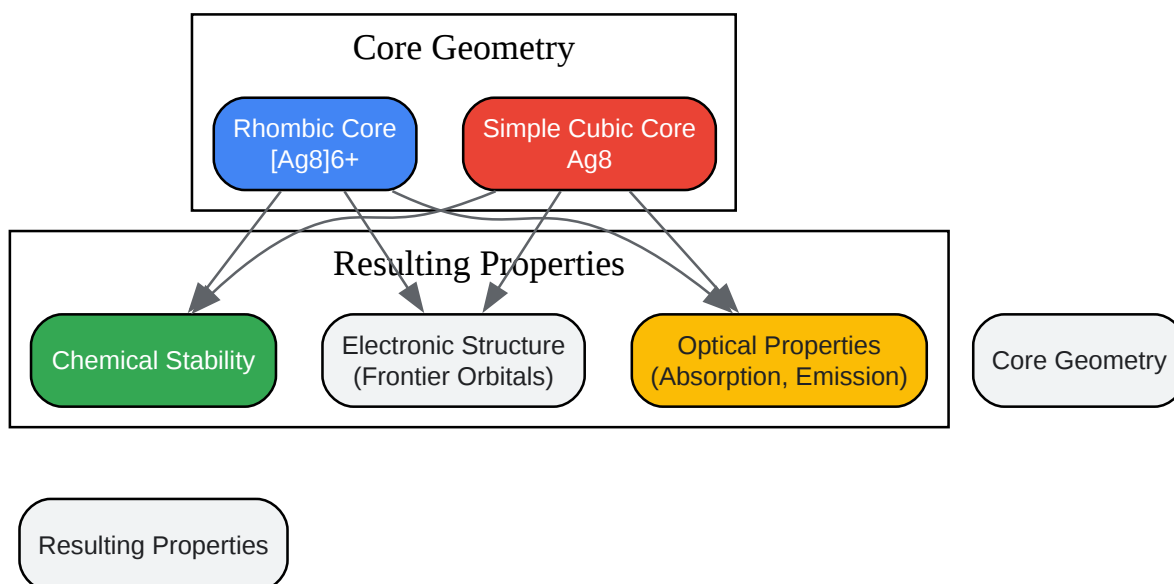 Core Geometry
Rhombic Core
[Ag8]6+
Simple Cubic Core
Ag8
Resulting Properties
Chemical Stability
Electronic Structure
(Frontier Orbitals)
Optical Properties
(Absorption, Emission)
Core Geometry
Resulting Properties